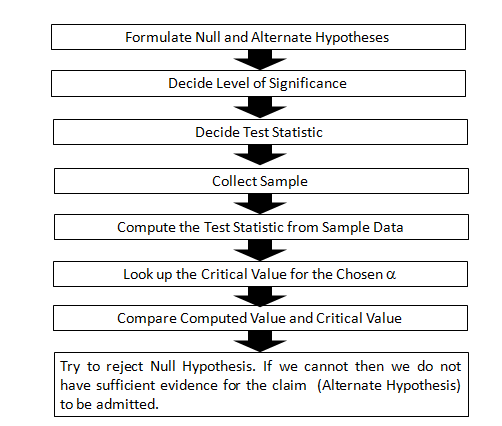 Formulate Null and Alternate Hypotheses
Decide Level of Significance
Decide Test Statistic
Collect Sample
Compute the Test Statistic from Sample Data
Look up the Critical Value for the Chosen α
Compare Computed Value and Critical Value
Try to reject Null Hypothesis. If we cannot then we do not
have sufficient evidence for the claim (Alternate Hypothesis)
to be admitted.